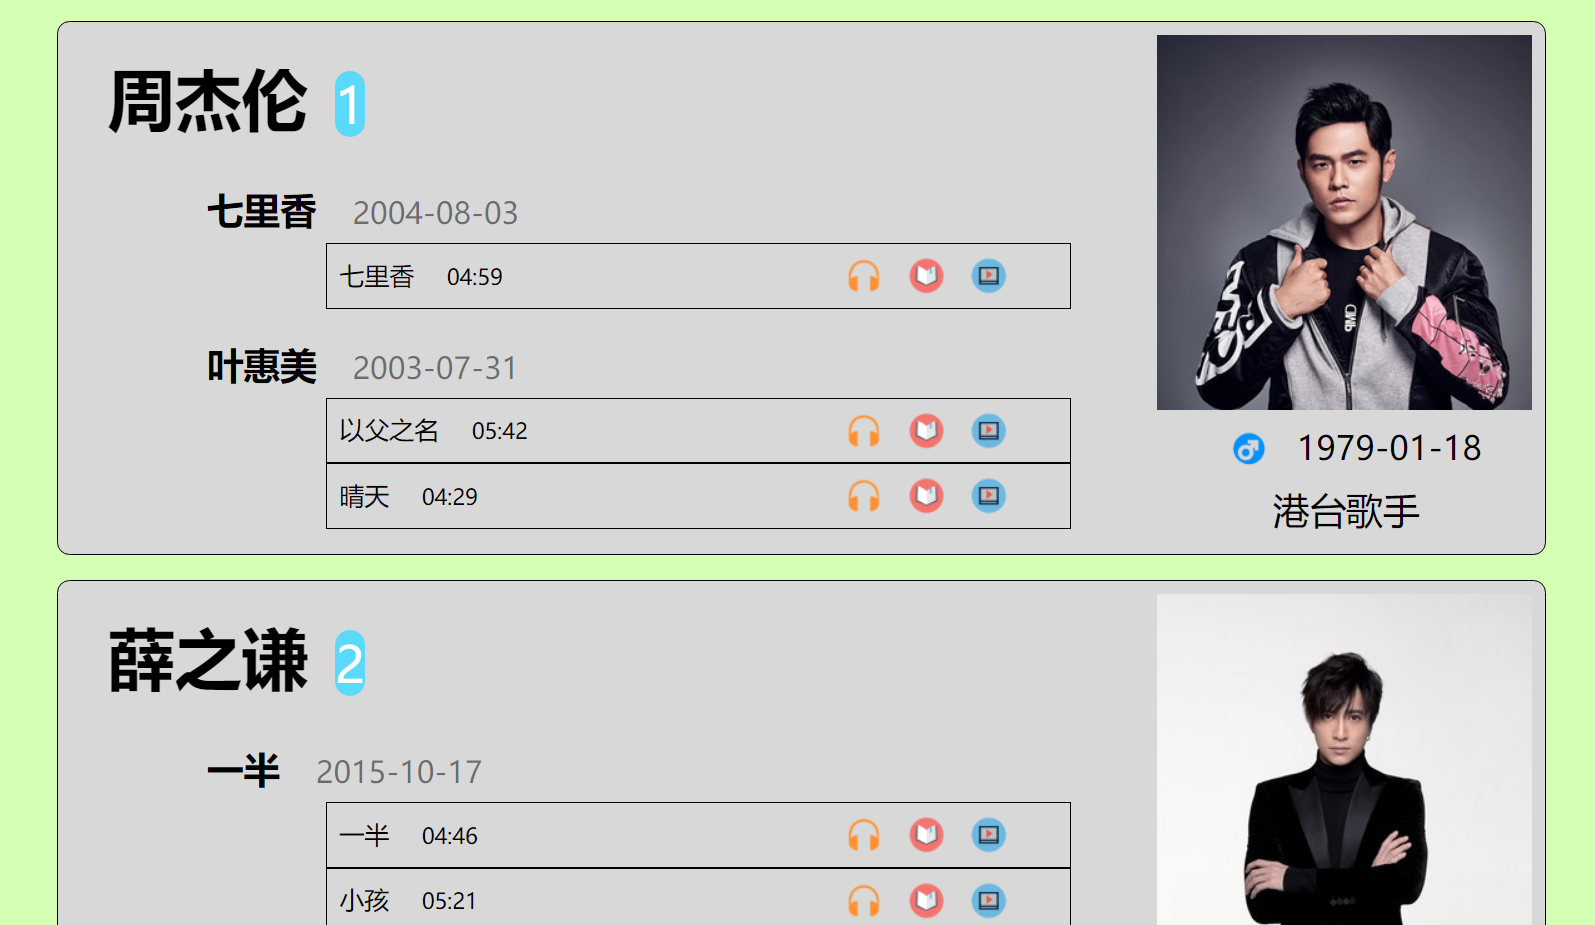 周杰伦 1
七里香 2004-08-03
七里香 04:59
叶惠美 2003-07-31
以父之名 05:42
晴天 04:29
1979-01-18
港台歌手
薛之谦 2
一半 2015-10-17
一半 04:46
小孩 05:21